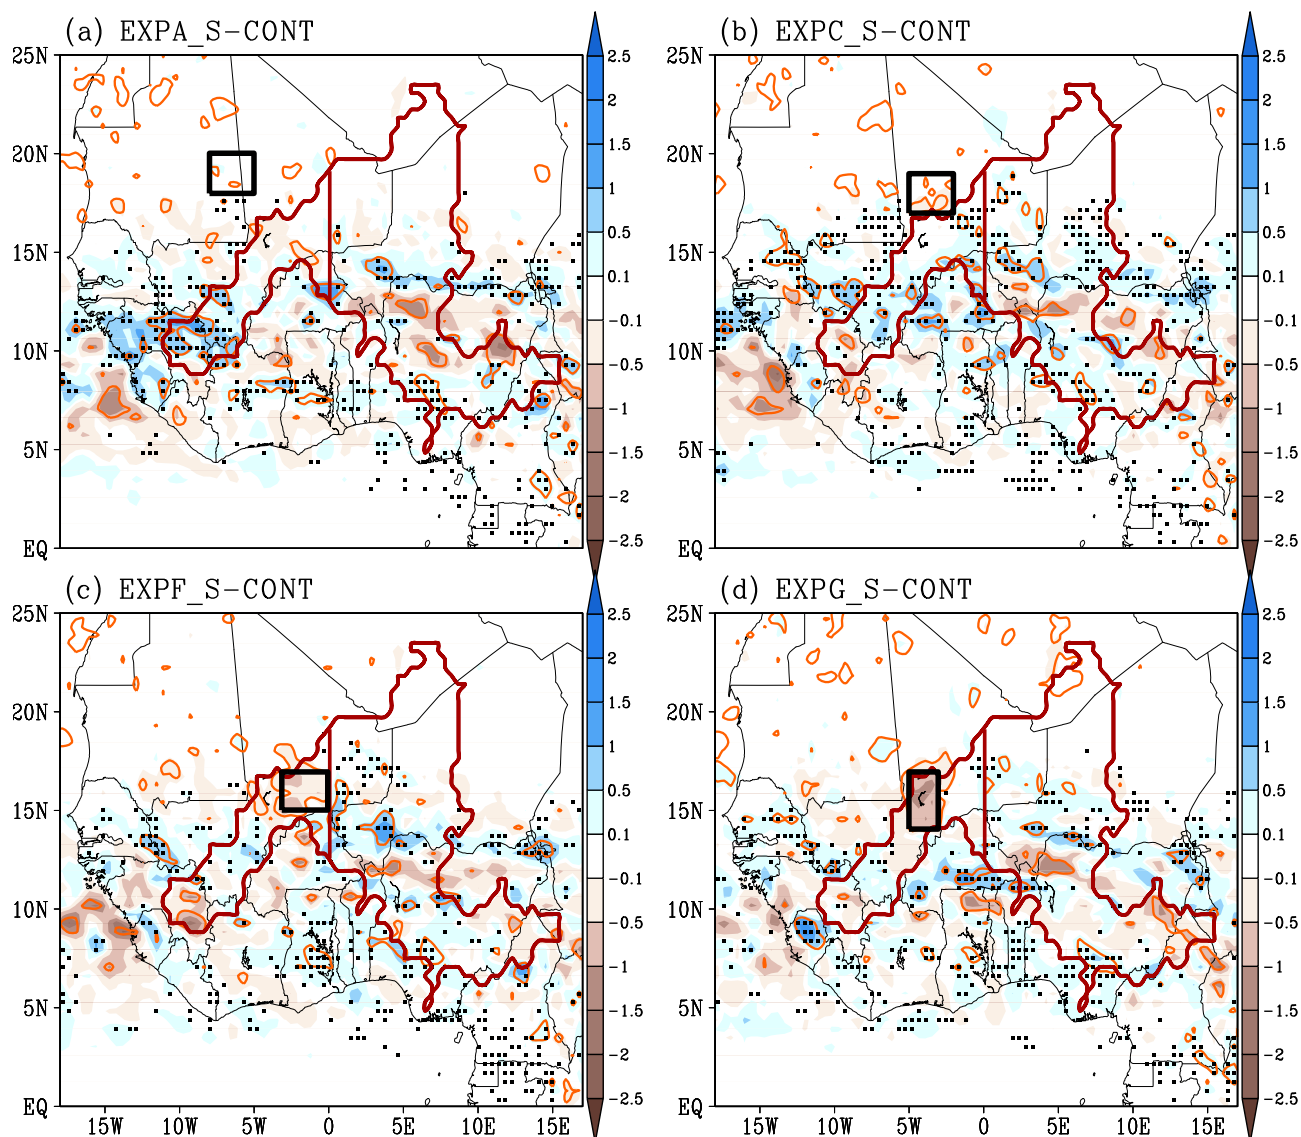 (a) EXPA_S-CONT
(b) EXPC_S-CONT
25N
20N
15N
10N
5N
EQ
2.5
2
1.5
1
0.5
0.1
-0.1
-0.5
-1
-1.5
-2
-2.5
25N
20N
15N
10N
5N
EQ
2.5
2
1.5
1
0.5
0.1
-0.1
-0.5
-1
-1.5
-2
-2.5
(c) EXPF_S-CONT
(d) EXPG_S-CONT
25N
20N
15N
10N
5N
EQ
15W 10W 5W 0 5E 10E 15E
2.5
2
1.5
1
0.5
0.1
-0.1
-0.5
-1
-1.5
-2
-2.5
25N
20N
15N
10N
5N
EQ
15W 10W 5W 0 5E 10E 15E
2.5
2
1.5
1
0.5
0.1
-0.1
-0.5
-1
-1.5
-2
-2.5